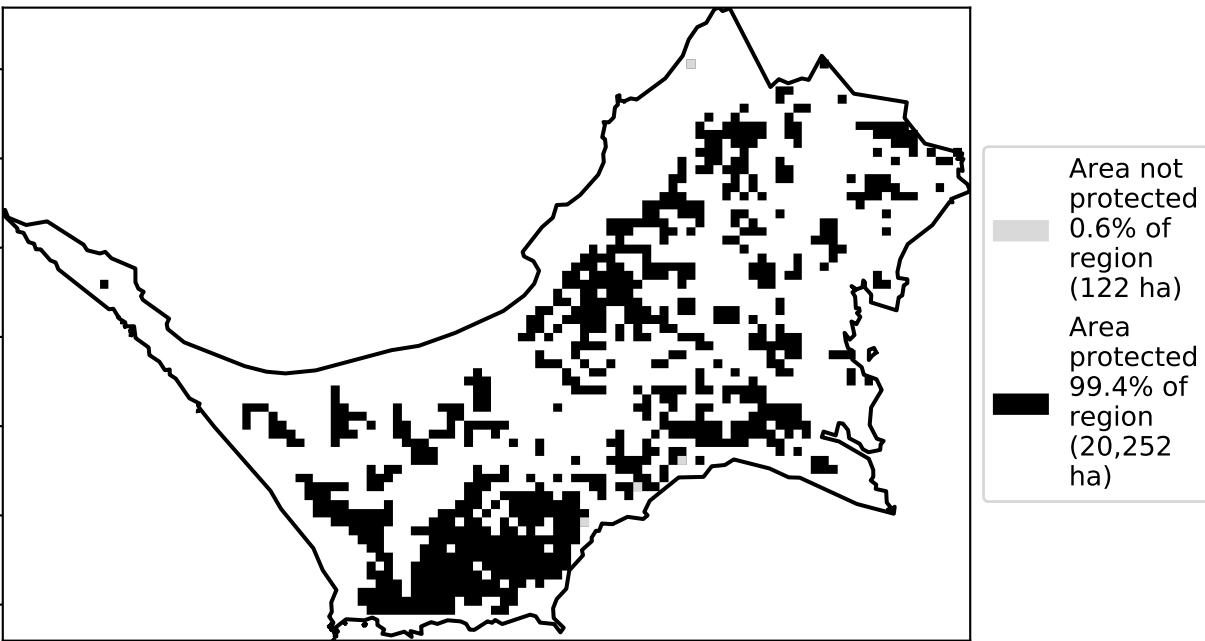 Area not
protected
0.6% of
region
(122 ha)
Area
protected
99.4% of
region
(20,252
ha)